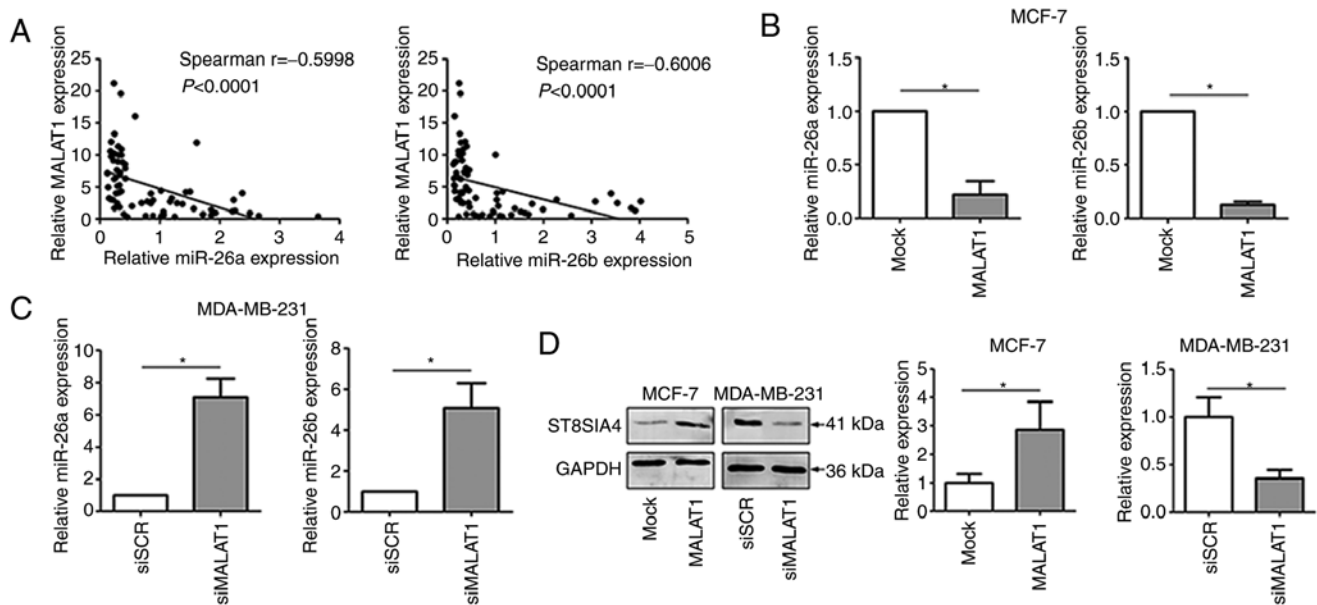 A
Relative MALAT1 expression
25
20
15
10
5
0
Spearman r=−0.5998
P<0.0001
0 1 2 3 4
Relative miR-26a expression
Relative MALAT1 expression
25
20
15
10
5
0
Spearman r=−0.6006
P<0.0001
0 1 2 3 4 5
Relative miR-26b expression
B
MCF-7
Relative miR-26a expression
1.5
1.0
0.5
0.0
*
Mock
MALAT1
Relative miR-26b expression
1.5
1.0
0.5
0.0
*
Mock
MALAT1
C
MDA-MB-231
Relative miR-26a expression
10
8
6
4
2
0
*
siSCR
siMALAT1
Relative miR-26b expression
8
6
4
2
0
*
siSCR
siMALAT1
D
MCF-7 MDA-MB-231
ST8SIA4
41 kDa
GAPDH
36 kDa
Mock
MALAT1
siSCR
siMALAT1
MCF-7
Relative expression
5
4
3
2
1
0
*
Mock
MALAT1
MDA-MB-231
Relative expression
1.5
1.0
0.5
0.0
*
siSCR
siMALAT1